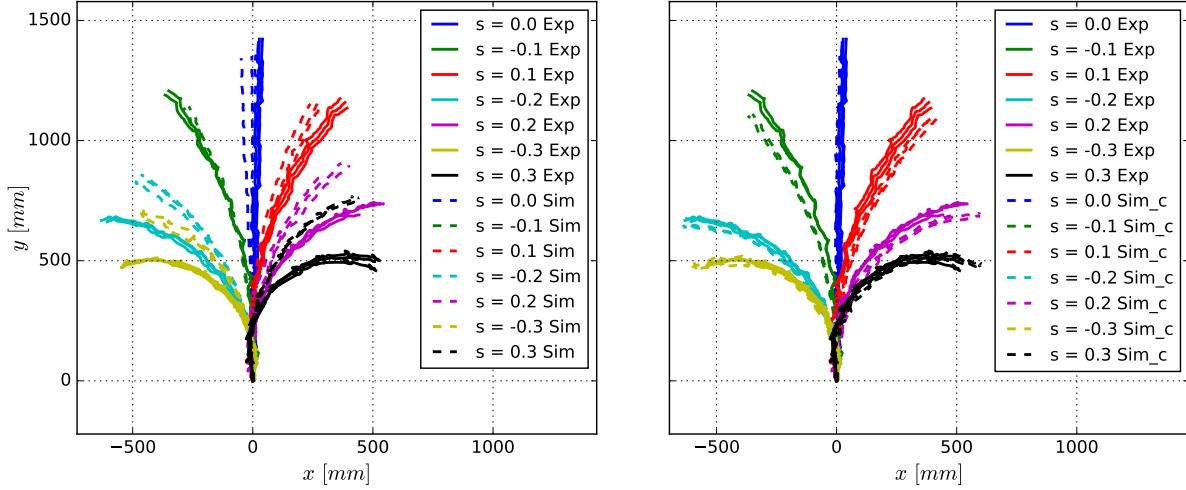 1500
1000
500
0
y [mm]
−500
0
500
1000
x [mm]
s = 0.0 Exp
s = -0.1 Exp
s = 0.1 Exp
s = -0.2 Exp
s = 0.2 Exp
s = -0.3 Exp
s = 0.3 Exp
s = 0.0 Sim
s = -0.1 Sim
s = 0.1 Sim
s = -0.2 Sim
s = 0.2 Sim
s = -0.3 Sim
s = 0.3 Sim
1500
1000
500
0
−500
0
500
1000
x [mm]
s = 0.0 Exp
s = -0.1 Exp
s = 0.1 Exp
s = -0.2 Exp
s = 0.2 Exp
s = -0.3 Exp
s = 0.3 Exp
s = 0.0 Sim_c
s = -0.1 Sim_c
s = 0.1 Sim_c
s = -0.2 Sim_c
s = 0.2 Sim_c
s = -0.3 Sim_c
s = 0.3 Sim_c